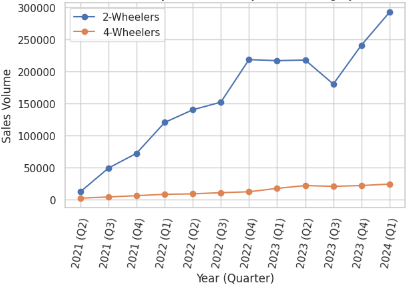 2-Wheelers
4-Wheelers
300000
250000
200000
150000
100000
50000
0
Sales Volume
2021 (Q2)
2021 (Q3)
2021 (Q4)
2022 (Q1)
2022 (Q2)
2022 (Q3)
2022 (Q4)
2023 (Q1)
2023 (Q2)
2023 (Q3)
2023 (Q4)
2024 (Q1)
Year (Quarter)